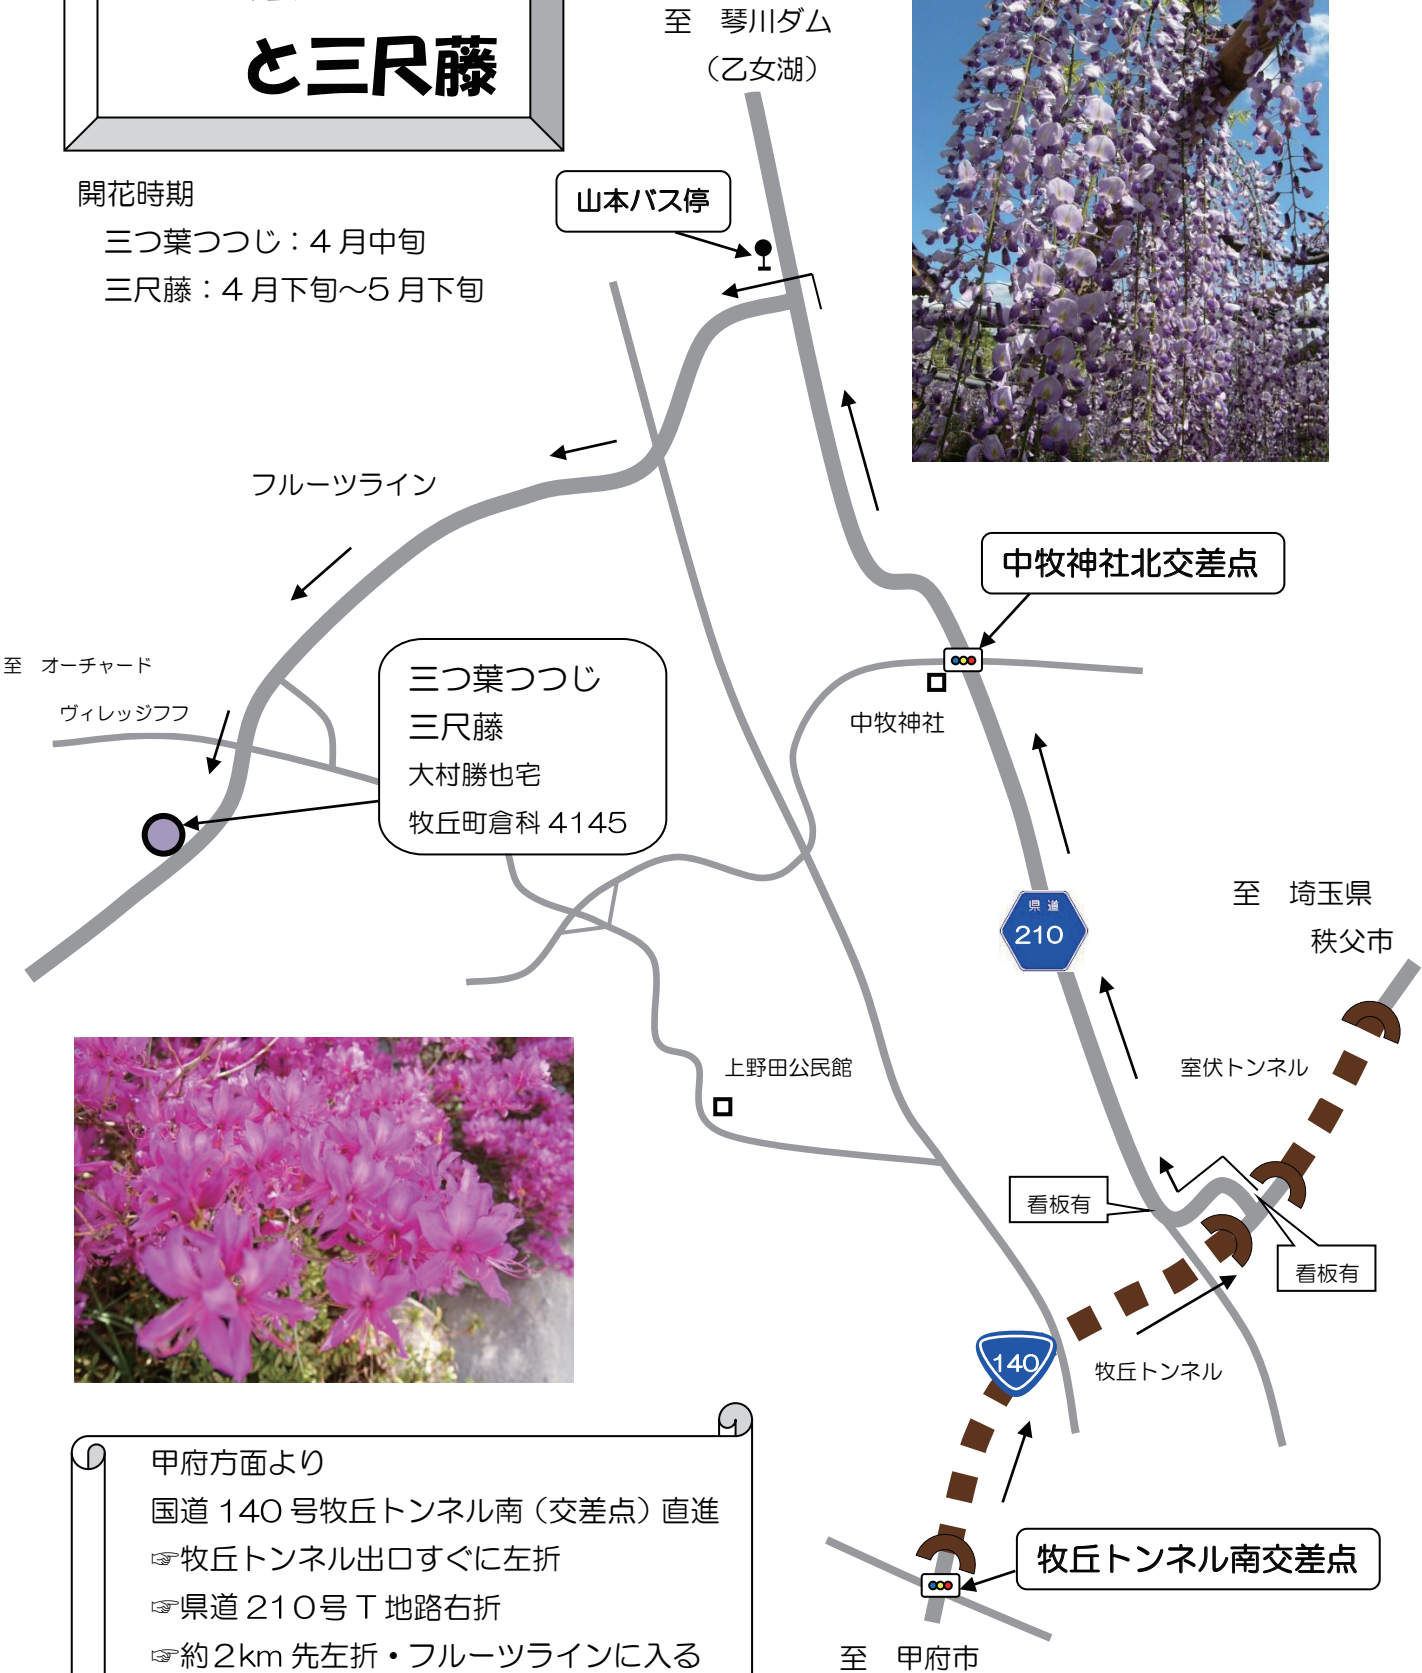 と三尺藤
至 琴川ダム
（乙女湖）
開花時期
三つ葉つつじ：4月中旬
三尺藤：4月下旬～5月下旬
山本バス停
フルーツライン
中牧神社北交差点
至 オーチャード
ヴィレッジフフ
三つ葉つつじ
三尺藤
大村勝也宅
牧丘町倉科4145
中牧神社
県道
210
至 埼玉県
秩父市
上野田公民館
室伏トンネル
看板有
看板有
140
牧丘トンネル
甲府方面より
国道140号牧丘トンネル南（交差点）直進
☞牧丘トンネル出口すぐに左折
☞県道210号T地路右折
☞約2km先左折・フルーツラインに入る
牧丘トンネル南交差点
至 甲府市